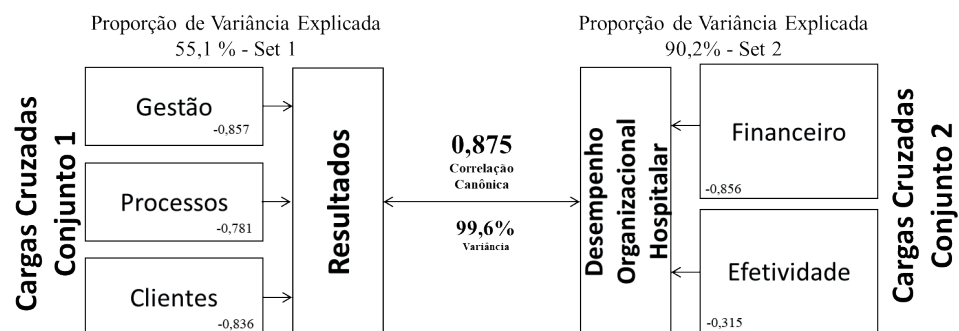 Proporção de Variância Explicada
55,1 % - Set 1
Proporção de Variância Explicada
90,2% - Set 2
Cargas Cruzadas
Conjunto 1
Gestão
-0,857
Processos
-0,781
Clientes
-0,836
Resultados
0,875
Correlação
Canônica
99,6%
Variância
Desempenho
Organizacional
Hospitalar
Financeiro
-0,856
Efetividade
-0,315
Cargas Cruzadas
Conjunto 2